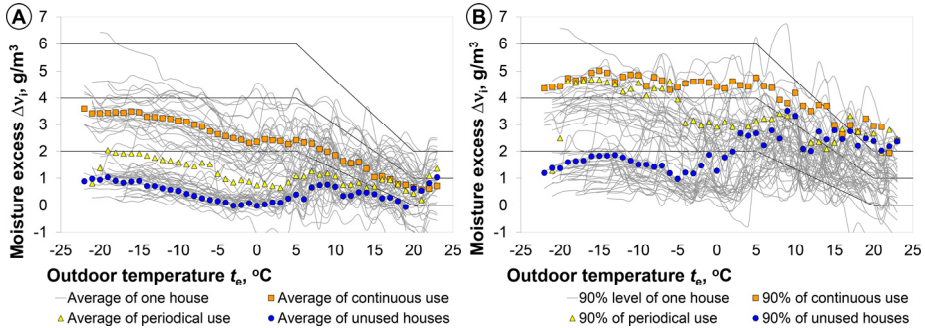 A
Moisture excess Δνi, g/m³
7
6
5
4
3
2
1
0
-1
-25 -20 -15 -10 -5 0 5 10 15 20 25
Outdoor temperature te, °C
Average of one house
Average of continuous use
Average of periodical use
Average of unused houses
B
Moisture excess Δνi, g/m³
7
6
5
4
3
2
1
0
-1
-25 -20 -15 -10 -5 0 5 10 15 20 25
Outdoor temperature te, °C
90% level of one house
90% of continuous use
90% of periodical use
90% of unused houses